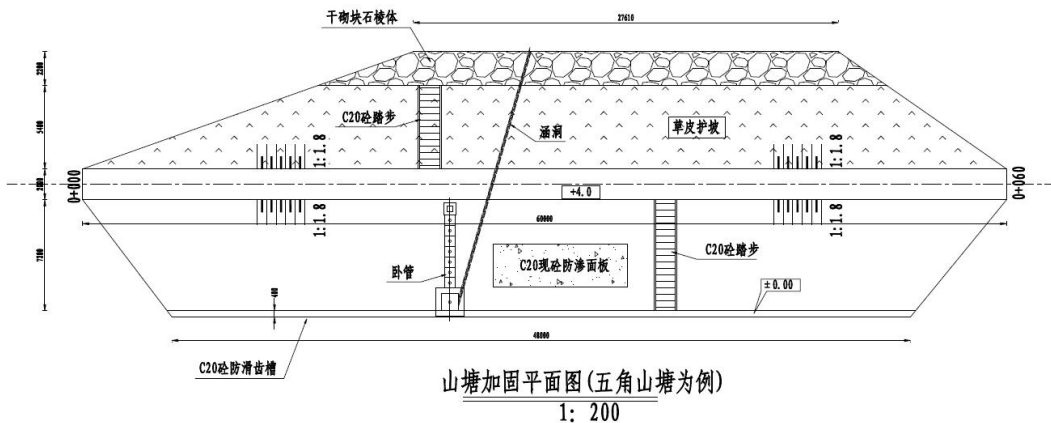 27610
干砌块石棱体
2200
C20砼踏步
涵洞
草皮护坡
5400
1:1.8
1:1.8
0+000
0+060
+4.0
1:1.8
1:1.8
60000
7200
卧管
C20现砼防渗面板
C20砼踏步
±0.00
400
48000
C20砼防滑齿槽
山塘加固平面图(五角山塘为例)
1: 200